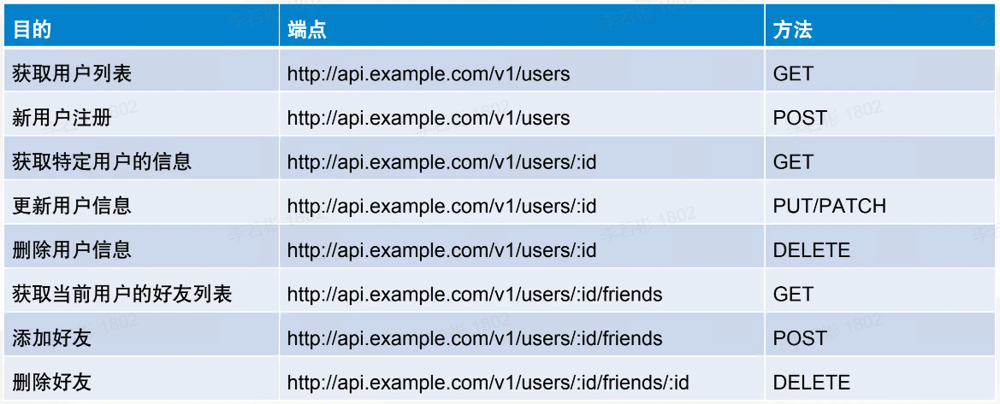 目的 端点 方法
获取用户列表 http://api.example.com/v1/users GET
新用户注册 http://api.example.com/v1/users POST
获取特定用户的信息 http://api.example.com/v1/users/:id GET
更新用户信息 http://api.example.com/v1/users/:id PUT/PATCH
删除用户信息 http://api.example.com/v1/users/:id DELETE
获取当前用户的好友列表 http://api.example.com/v1/users/:id/friends GET
添加好友 http://api.example.com/v1/users/:id/friends POST
删除好友 http://api.example.com/v1/users/:id/friends/:id DELETE
李若彬 1802